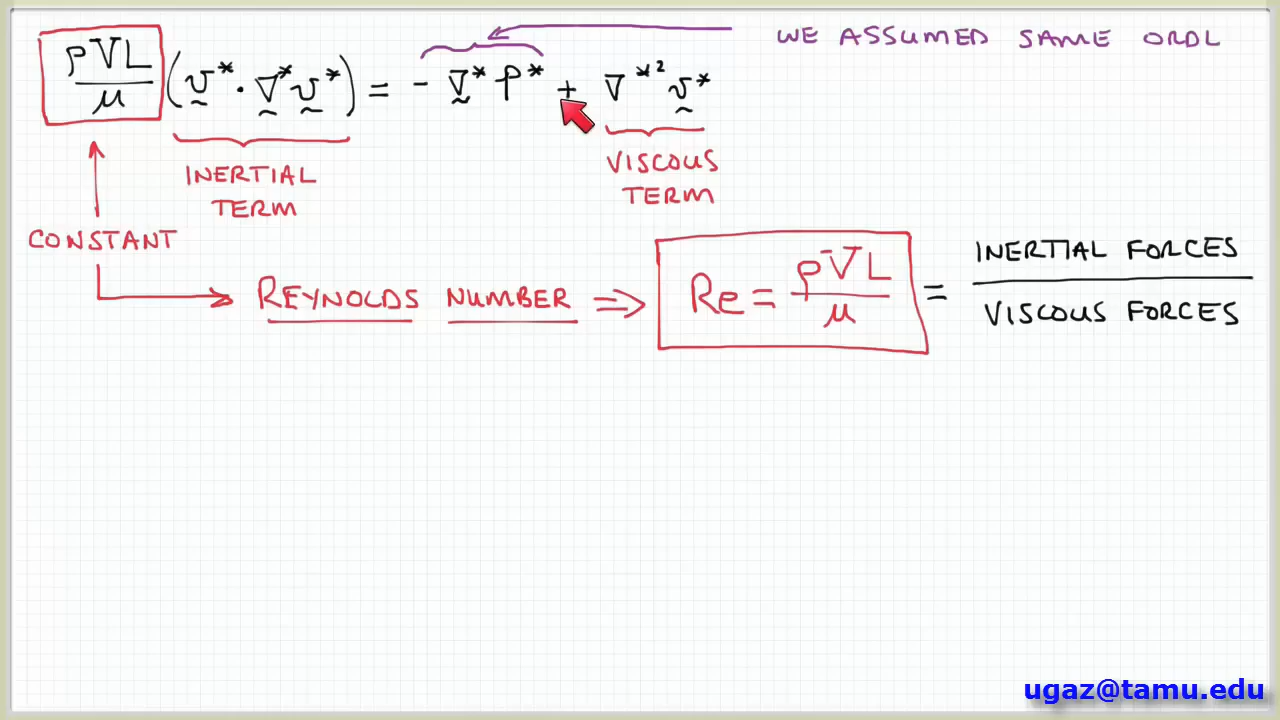 WE ASSUMED SAME ORDL
ρVL/μ (v* · ∇*v*) = - ∇*P* + ∇*² v*
INERTIAL TERM
VISCOUS TERM
CONSTANT
REYNOLDS NUMBER ⇒ Re = ρVL/μ = INERTIAL FORCES / VISCOUS FORCES
ugaz@tamu.edu